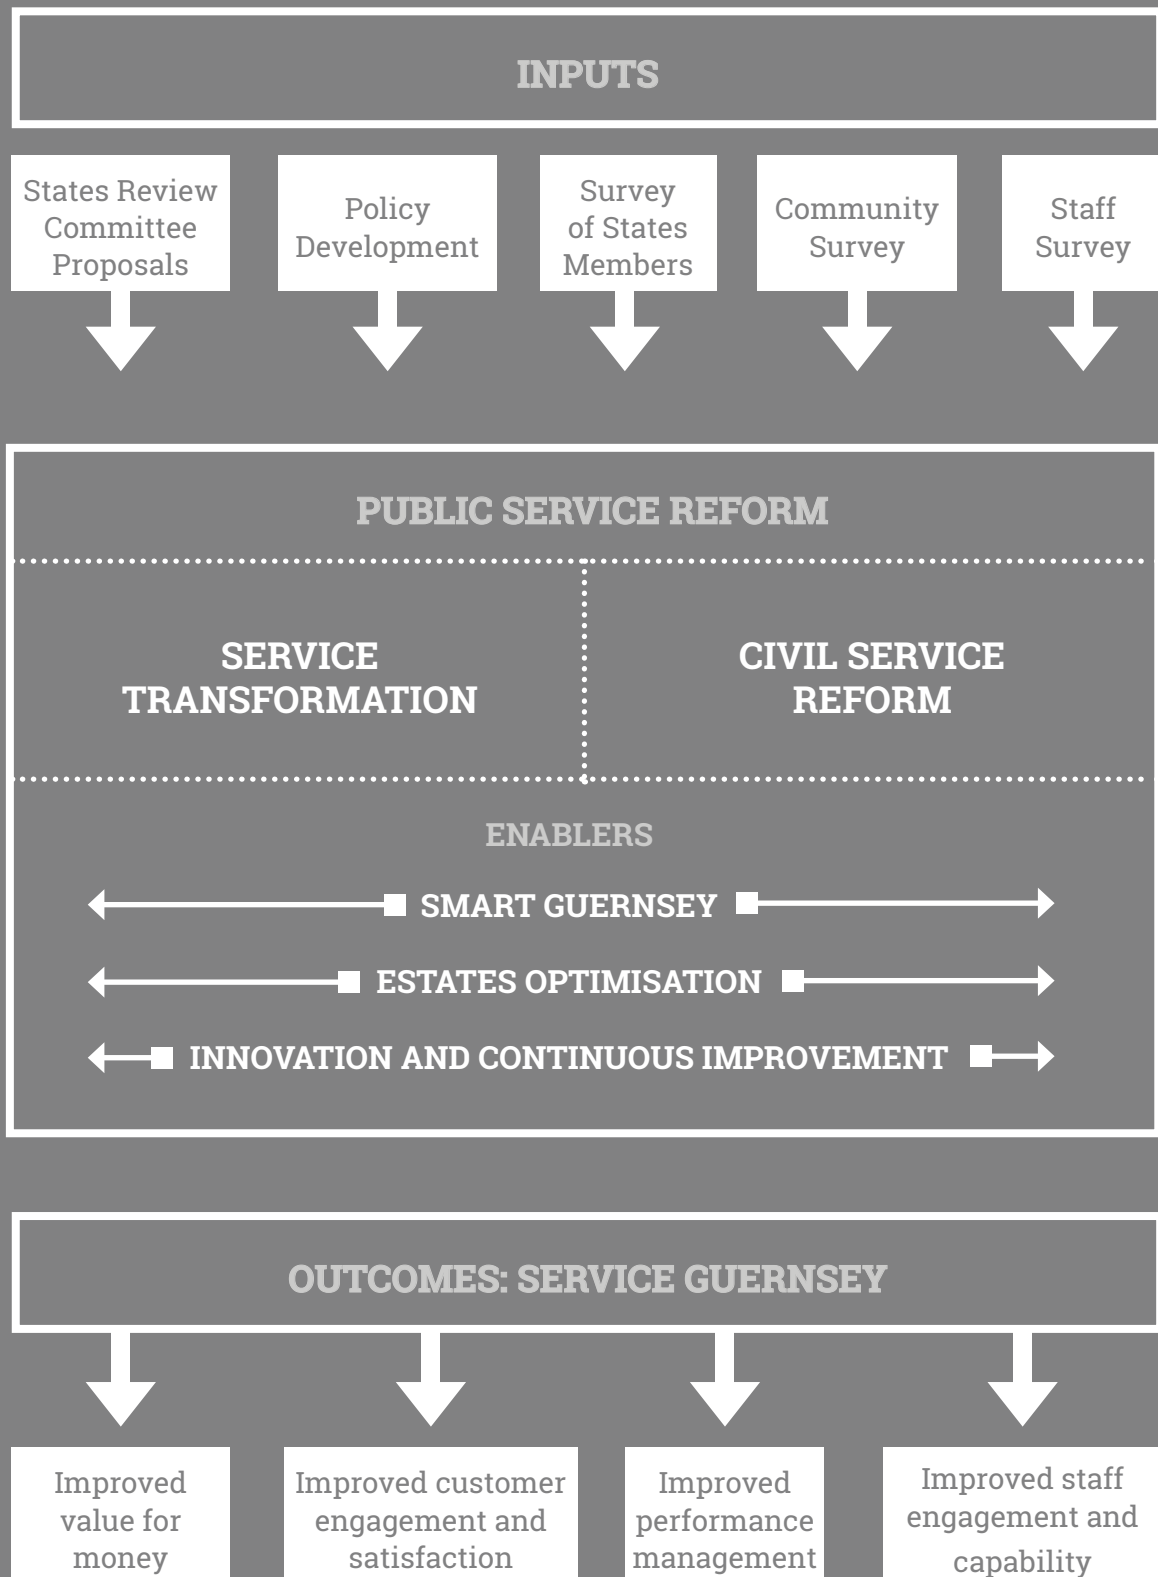 INPUTS
States Review
Committee
Proposals
Policy
Development
Survey
of States
Members
Community
Survey
Staff
Survey
PUBLIC SERVICE REFORM
SERVICE
TRANSFORMATION
CIVIL SERVICE
REFORM
ENABLERS
SMART GUERNSEY
ESTATES OPTIMISATION
INNOVATION AND CONTINUOUS IMPROVEMENT
OUTCOMES: SERVICE GUERNSEY
Improved
value for
money
Improved customer
engagement and
satisfaction
Improved
performance
management
Improved staff
engagement and
capability